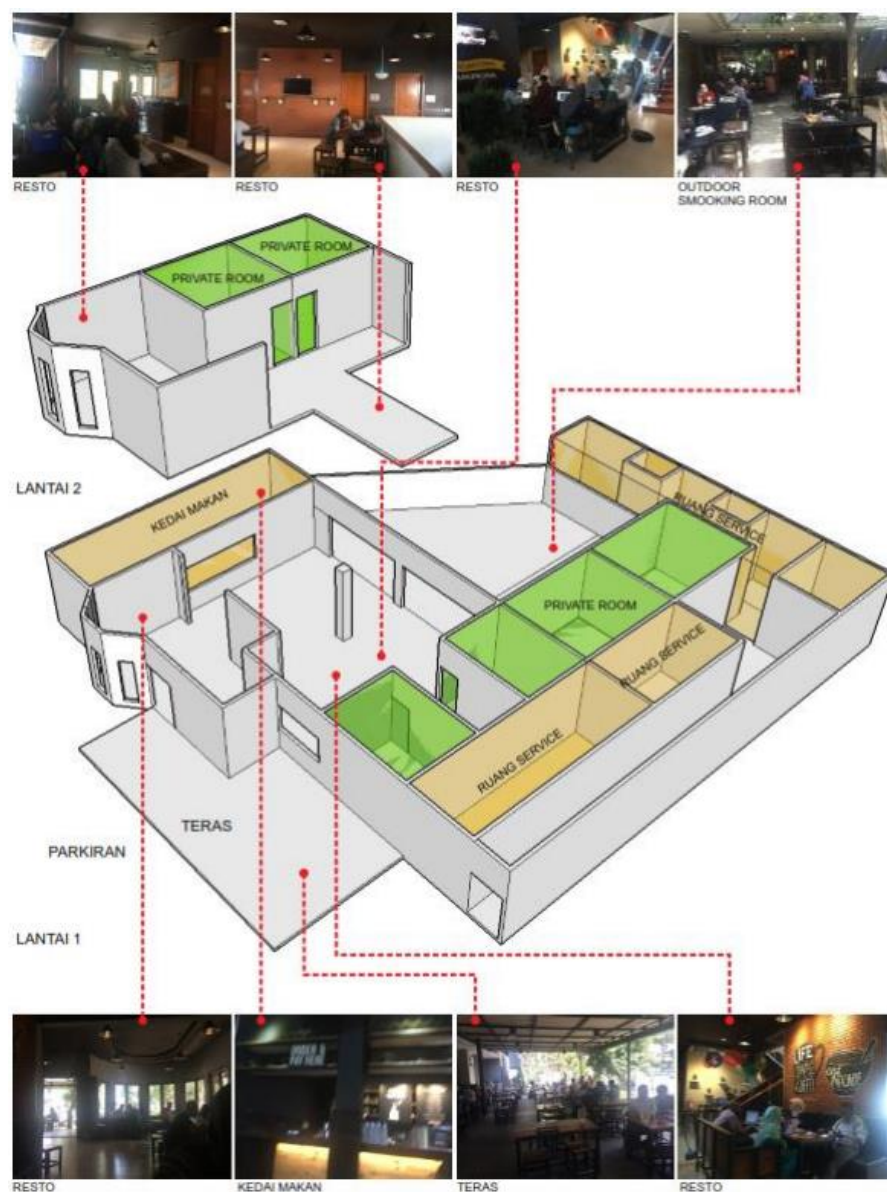 RESTO
RESTO
RESTO
OUTDOOR
SMOOKING ROOM
PRIVATE ROOM
PRIVATE ROOM
LANTAI 2
KEDAI MAKAN
RUANG SERVICE
PRIVATE ROOM
RUANG SERVICE
RUANG SERVICE
TERAS
PARKIRAN
LANTAI 1
LIFE
RESTO
KEDAI MAKAN
TERAS
RESTO